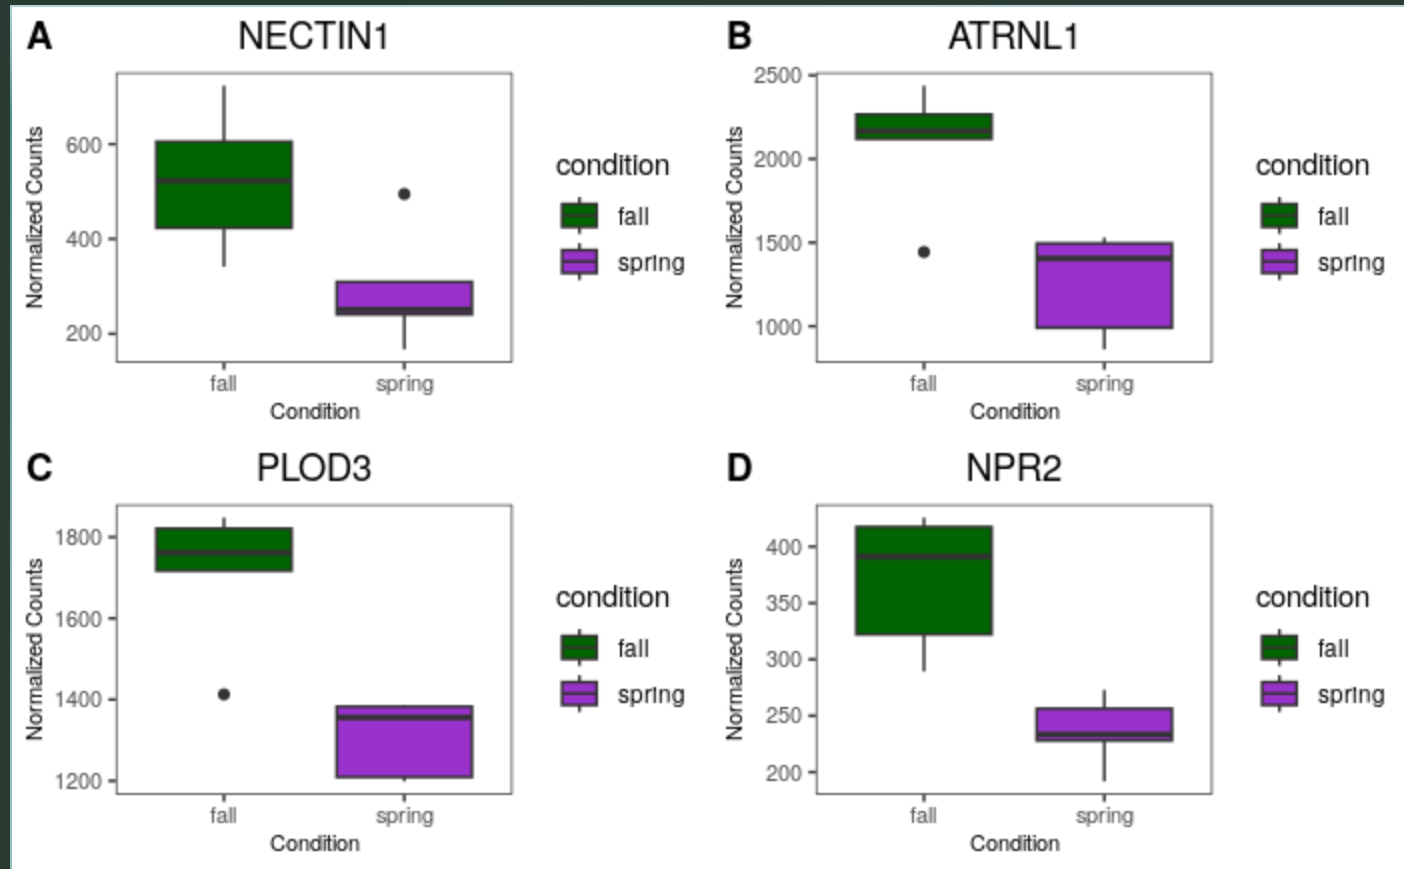 A
NECTIN1
Normalized Counts
600
400
200
fall
spring
Condition
condition
fall
spring
B
ATRNL1
Normalized Counts
2500
2000
1500
1000
fall
spring
Condition
condition
fall
spring
C
PLOD3
Normalized Counts
1800
1600
1400
1200
fall
spring
Condition
condition
fall
spring
D
NPR2
Normalized Counts
400
350
300
250
200
fall
spring
Condition
condition
fall
spring